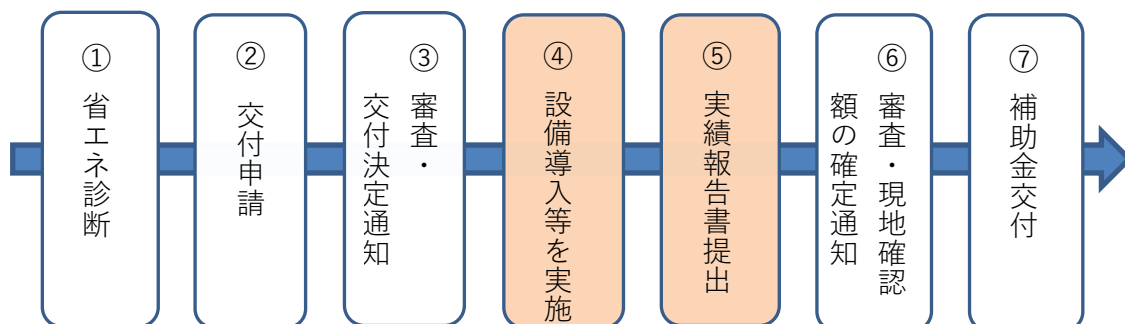 ①
省エネ診断
②
交付申請
③
審査・
交付決定通知
④
設備導入等を実施
⑤
実績報告書提出
⑥
審査・現地確認
額の確定通知
⑦
補助金交付